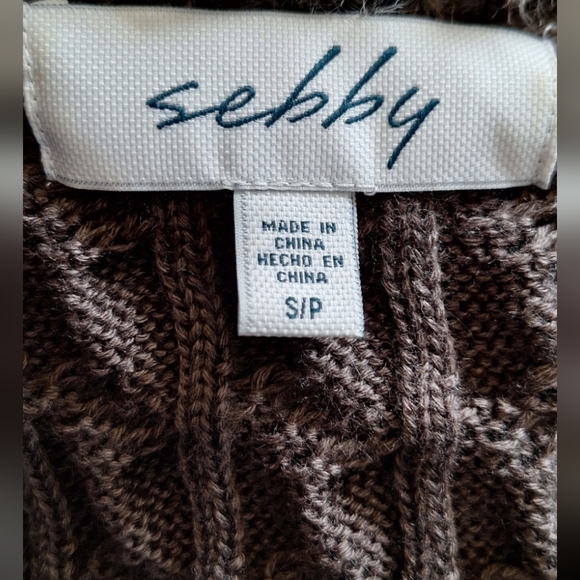 sebby
MADE IN
CHINA
HECHO EN
CHINA
S/P